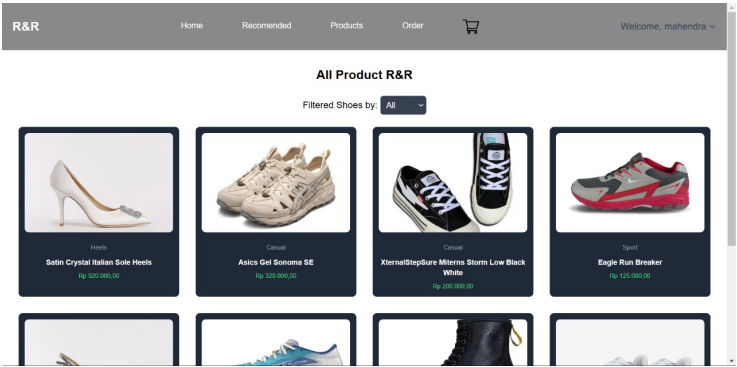 R&R Home Recomended Products Order Welcome, mahendra
All Product R&R
Filtered Shoes by: All
Heels
Satin Crystal Italian Sole Heels
Rp 920.000,00
Casual
Asics Gel Sonoma SE
Rp 320.000,00
Casual
Xternal$tepSure Miterns Storm Low Black
White
Rp 200.000,00
Sport
Eagle Run Breaker
Rp 125.000,00